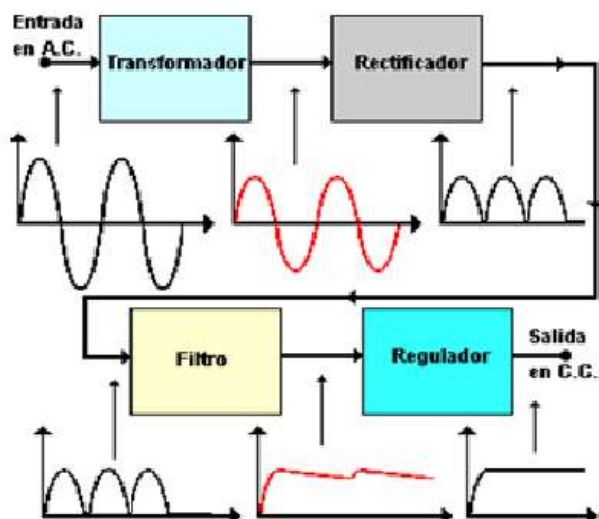 Entrada
en A.C.
Transformador
Rectificador
Filtro
Regulador
Salida
en C.C.